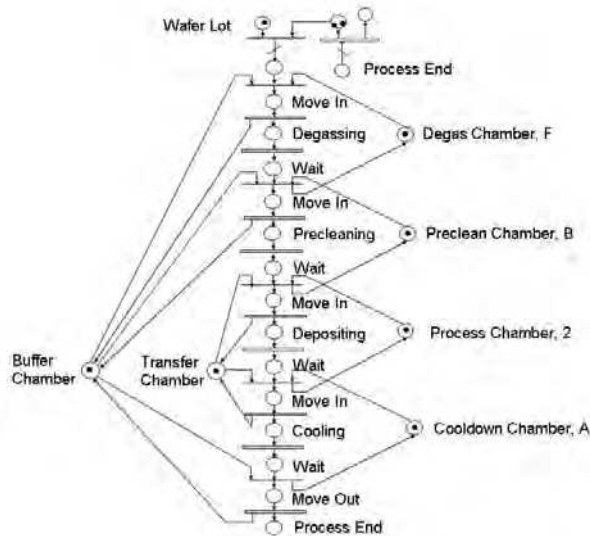 Wafer Lot
Process End
Move In
Degassing
Degas Chamber, F
Wait
Move In
Precleaning
Preclean Chamber, B
Wait
Move In
Depositing
Process Chamber, 2
Buffer
Chamber
Transfer
Chamber
Wait
Move In
Cooling
Cooldown Chamber, A
Wait
Move Out
Process End